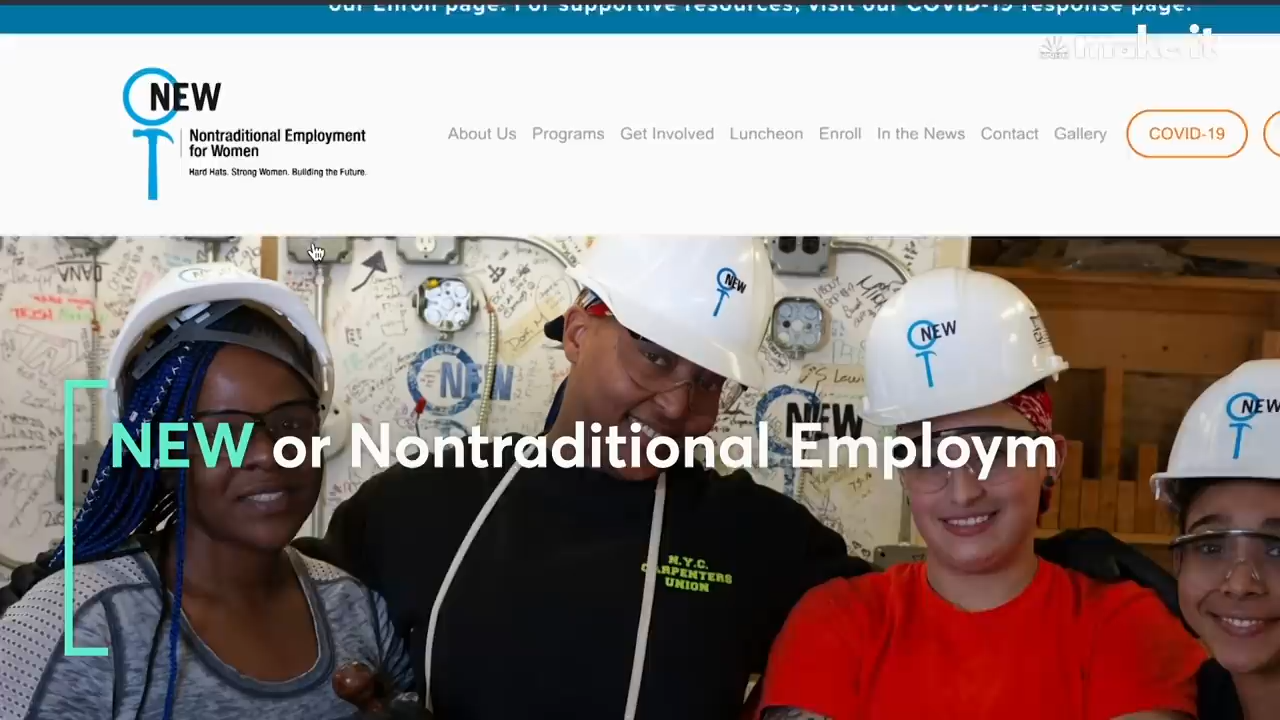 our Enroll page. For supportive resources, visit our COVID-19 response page.
make it
NEW
Nontraditional Employment
for Women
Hard Hats. Strong Women. Building the Future.
About Us Programs Get Involved Luncheon Enroll In the News Contact Gallery COVID-19
NEW
NEW
NEW
NEW
NEW
NEW or Nontraditional Employm
N.Y.C.
CARPENTERS
UNION